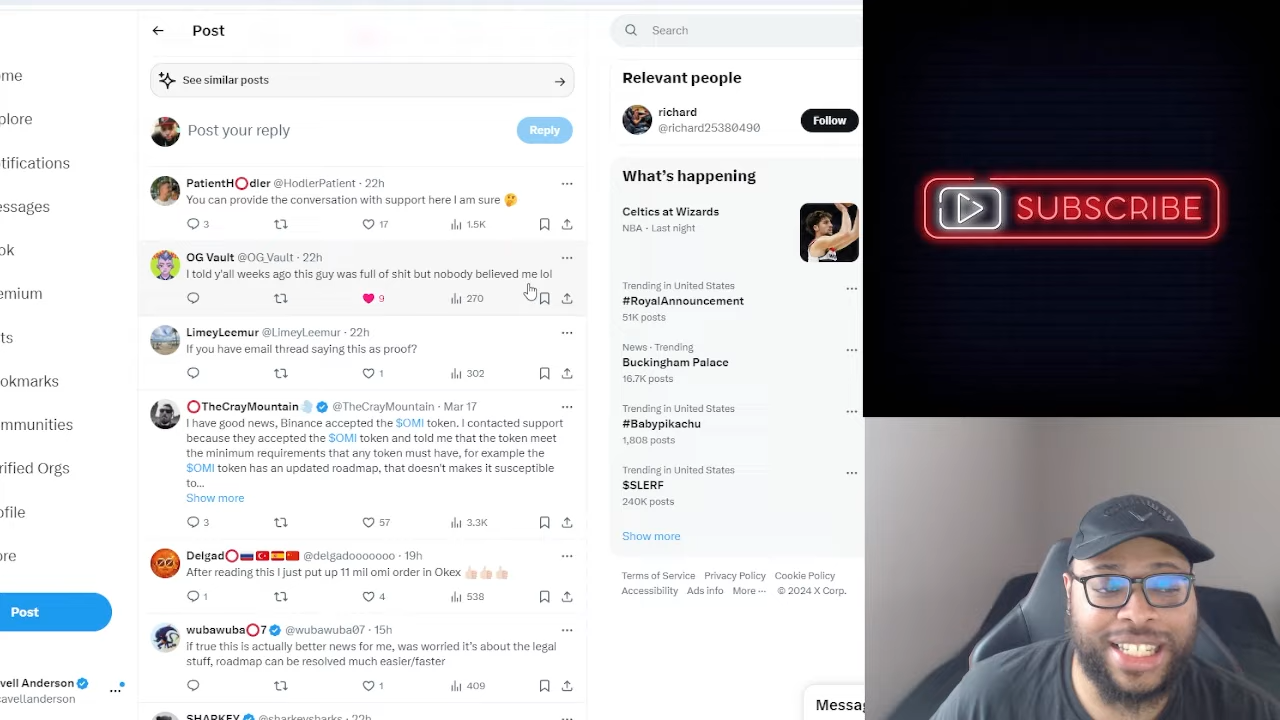 Post
Search
See similar posts
Post your reply
Reply
PatientH⭕dler @HodlerPatient · 22h
You can provide the conversation with support here I am sure 🤔
3 17 1.5K
OG Vault @OG_Vault · 22h
I told y'all weeks ago this guy was full of shit but nobody believed me lol
9 270
LimeyLeemur @LImeyLeemur · 22h
If you have email thread saying this as proof?
1 302
⭕TheCrayMountain @TheCrayMountain · Mar 17
I have good news, Binance accepted the $OMI token. I contacted support
because they accepted the $OMI token and told me that the token meet
the minimum requirements that any token must have, for example the
$OMI token has an updated roadmap, that doesn't makes it susceptible
to...
Show more
3 57 3.3K
Delgad⭕🇷🇺🇹🇷🇪🇸🇨🇳 @delgadooooooo · 19h
After reading this I just put up 11 mil omi order in Okex 👍🏻👍🏻👍🏻
1 4 538
wubawuba⭕7 @wubawuba07 · 15h
if true this is actually better news for me, was worried it's about the legal
stuff, roadmap can be resolved much easier/faster
1 409
SHARKEY @sharkeysharks · 22h
ome
plore
otifications
essages
ok
emium
ts
okmarks
mmunities
rified Orgs
ofile
ore
Post
vell Anderson
cavellanderson
Relevant people
richard
@richard25380490
Follow
What's happening
Celtics at Wizards
NBA · Last night
Trending in United States
#RoyalAnnouncement
51K posts
News · Trending
Buckingham Palace
16.7K posts
Trending in United States
#Babypikachu
1,808 posts
Trending in United States
$SLERF
240K posts
Show more
Terms of Service Privacy Policy Cookie Policy
Accessibility Ads info More ··· © 2024 X Corp.
Messa
SUBSCRIBE